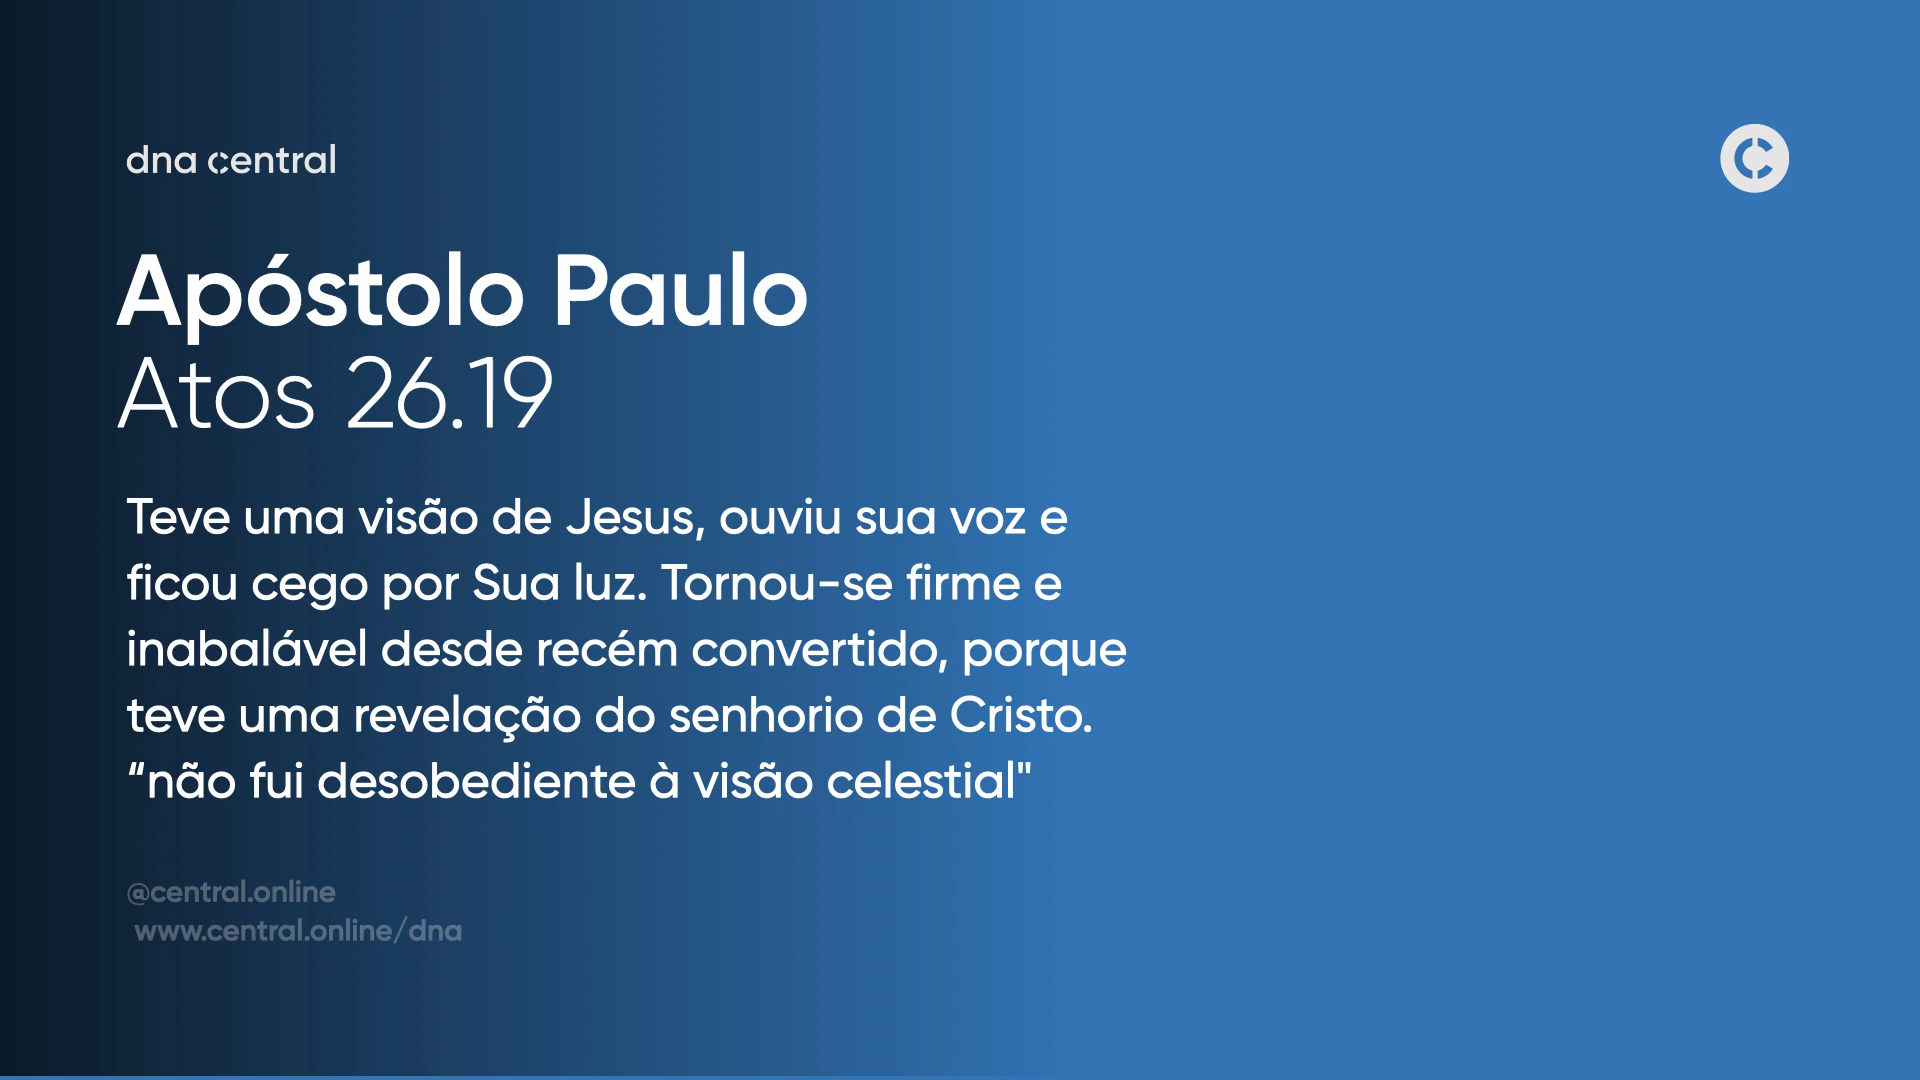 dna central
Apóstolo Paulo
Atos 26.19
Teve uma visão de Jesus, ouviu sua voz e
ficou cego por Sua luz. Tornou-se firme e
inabalável desde recém convertido, porque
teve uma revelação do senhorio de Cristo.
“não fui desobediente à visão celestial"
@central.online
www.central.online/dna